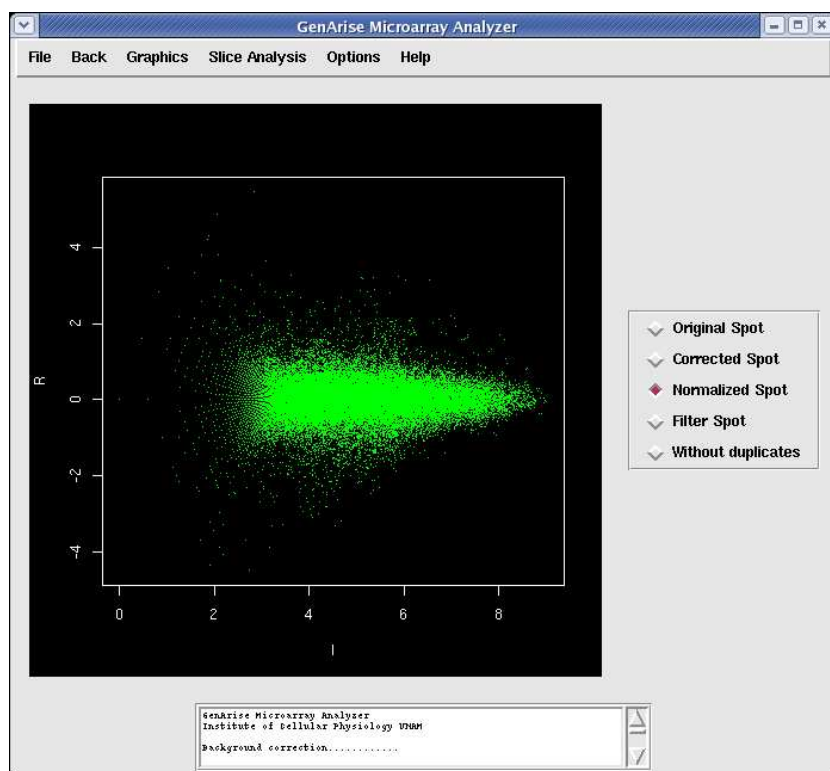 GenArise Microarray Analyzer
File Back Graphics Slice Analysis Options Help
4
2
0
-2
-4
R
0 2 4 6 8
I
Original Spot
Corrected Spot
Normalized Spot
Filter Spot
Without duplicates
GenArise Microarray Analyzer
Institute of Cellular Physiology UNAM
Background correction............